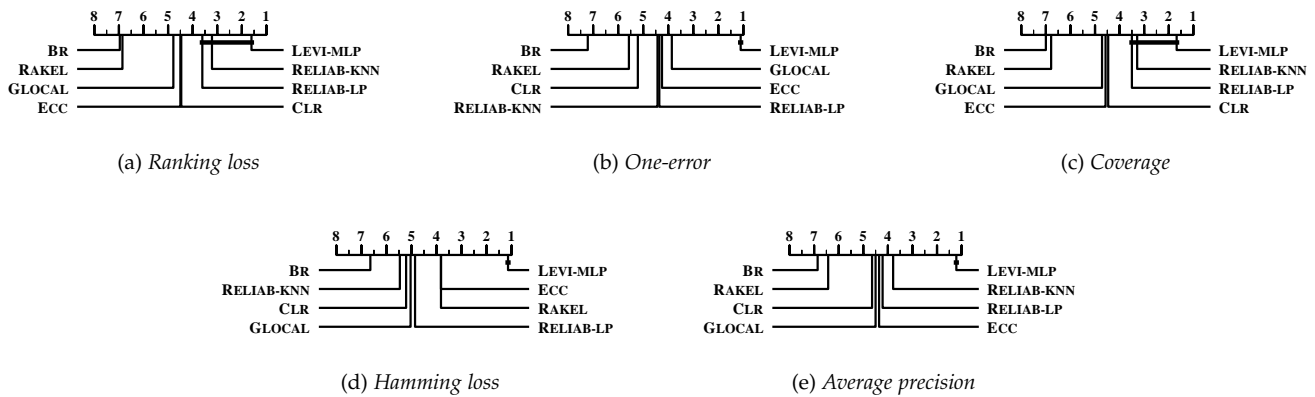 8 7 6 5 4 3 2 1
BR LEVI-MLP
RAKEL RELIAB-KNN
GLOCAL RELIAB-LP
ECC CLR
(a) Ranking loss
8 7 6 5 4 3 2 1
BR LEVI-MLP
RAKEL GLOCAL
CLR ECC
RELIAB-KNN RELIAB-LP
(b) One-error
8 7 6 5 4 3 2 1
BR LEVI-MLP
RAKEL RELIAB-KNN
GLOCAL RELIAB-LP
ECC CLR
(c) Coverage
8 7 6 5 4 3 2 1
BR LEVI-MLP
RELIAB-KNN ECC
CLR RAKEL
GLOCAL RELIAB-LP
(d) Hamming loss
8 7 6 5 4 3 2 1
BR LEVI-MLP
RAKEL RELIAB-KNN
CLR RELIAB-LP
GLOCAL ECC
(e) Average precision